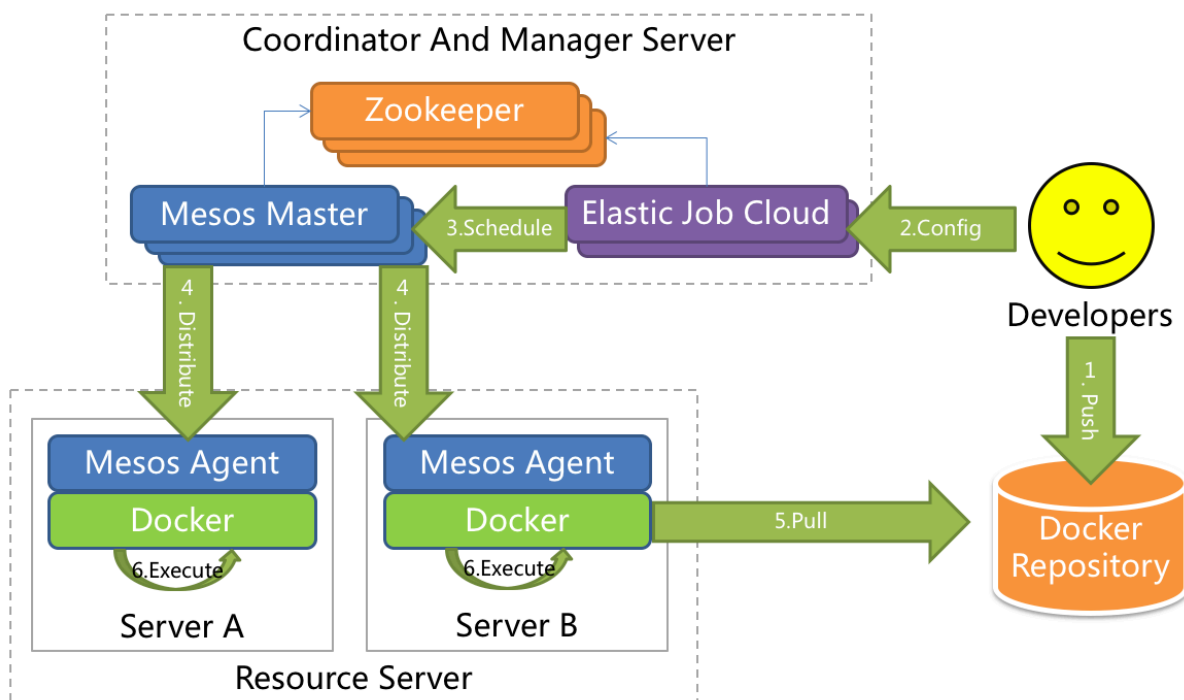 Coordinator And Manager Server
Zookeeper
Mesos Master
3.Schedule
Elastic Job Cloud
2.Config
Developers
4. Distribute
4. Distribute
1. Push
Mesos Agent
Docker
6.Execute
Server A
Mesos Agent
Docker
6.Execute
Server B
5.Pull
Docker
Repository
Resource Server